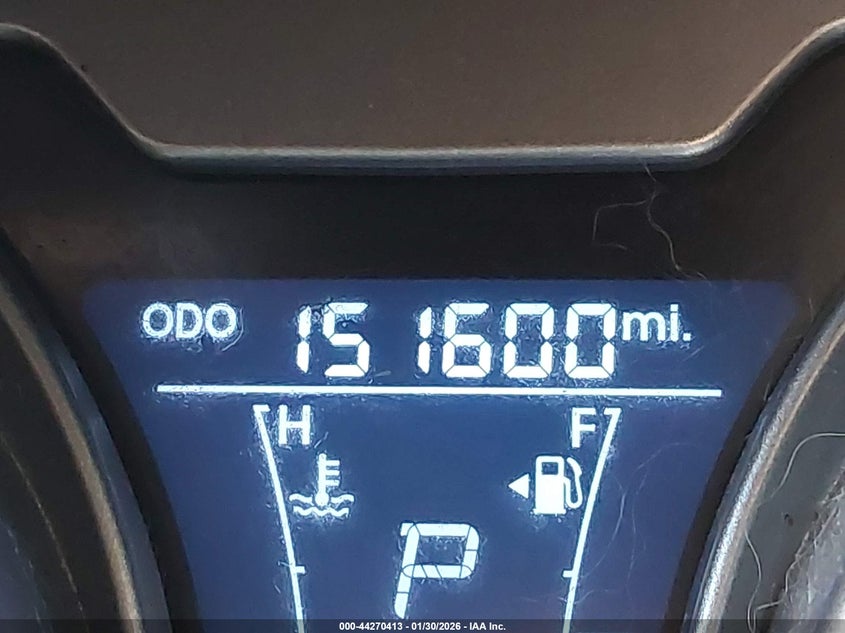 ODO 151600 mi.
H F
P
000-44270413 - 01/30/2026 - IAA Inc.